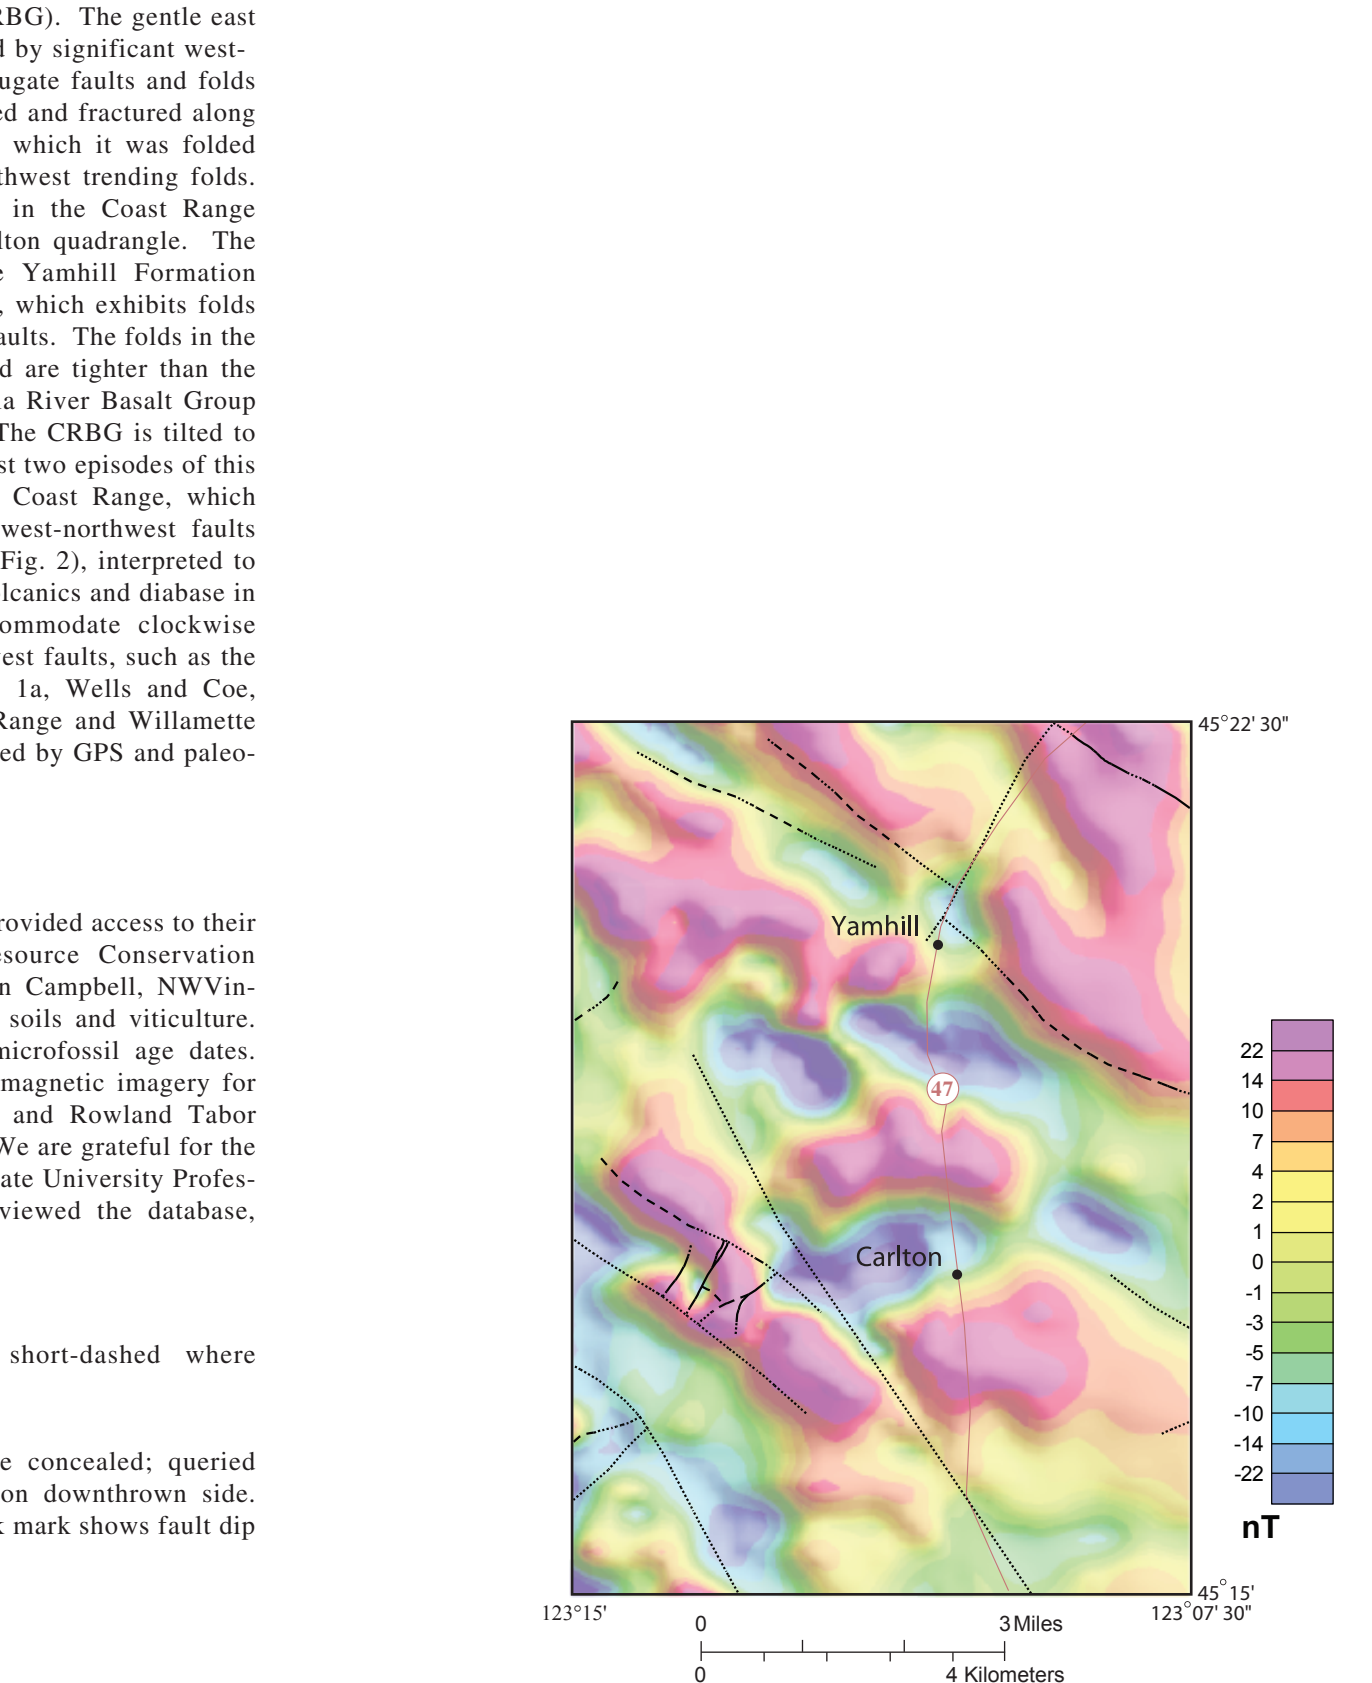 RBG). The gentle east
d by significant west-
ugate faults and folds
ed and fractured along
which it was folded
thwest trending folds.
in the Coast Range
lton quadrangle. The
e Yamhill Formation
, which exhibits folds
aults. The folds in the
d are tighter than the
ia River Basalt Group
The CRBG is tilted to
st two episodes of this
Coast Range, which
west-northwest faults
Fig. 2), interpreted to
lcanics and diabase in
ommodate clockwise
vest faults, such as the
1a, Wells and Coe,
Range and Willamette
ed by GPS and paleo-
rovided access to their
esource Conservation
n Campbell, NWVin-
soils and viticulture.
microfossil age dates.
magnetic imagery for
and Rowland Tabor
We are grateful for the
ate University Profes-
viewed the database,
short-dashed where
e concealed; queried
on downthrown side.
k mark shows fault dip
45°22' 30"
Yamhill
47
Carlton
22
14
10
7
4
2
1
0
-1
-3
-5
-7
-10
-14
-22
nT
45°15'
123°15'
123°07' 30"
0
3 Miles
0
4 Kilometers